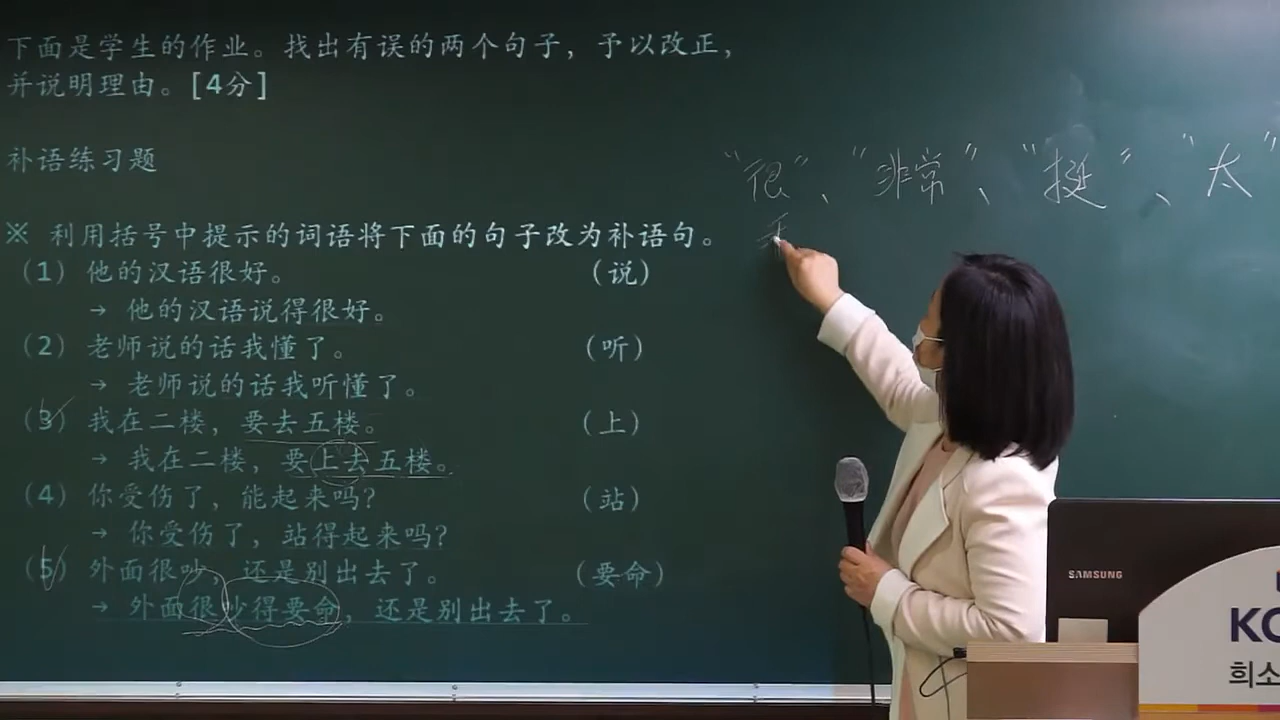 下面是学生的作业。找出有误的两个句子，予以改正，
并说明理由。[4分]
补语练习题
※ 利用括号中提示的词语将下面的句子改为补语句。
（1）他的汉语很好。（说）
→ 他的汉语说得很好。
（2）老师说的话我懂了。（听）
→ 老师说的话我听懂了。
（3）我在二楼，要去五楼。（上）
→ 我在二楼，要上去五楼。
（4）你受伤了，能起来吗?（站）
→ 你受伤了，站得起来吗?
（5）外面很吵，还是别出去了。（要命）
→ 外面很吵得要命，还是别出去了。
“很”、“非常”、“挺”、“太”
SAMSUNG
희소